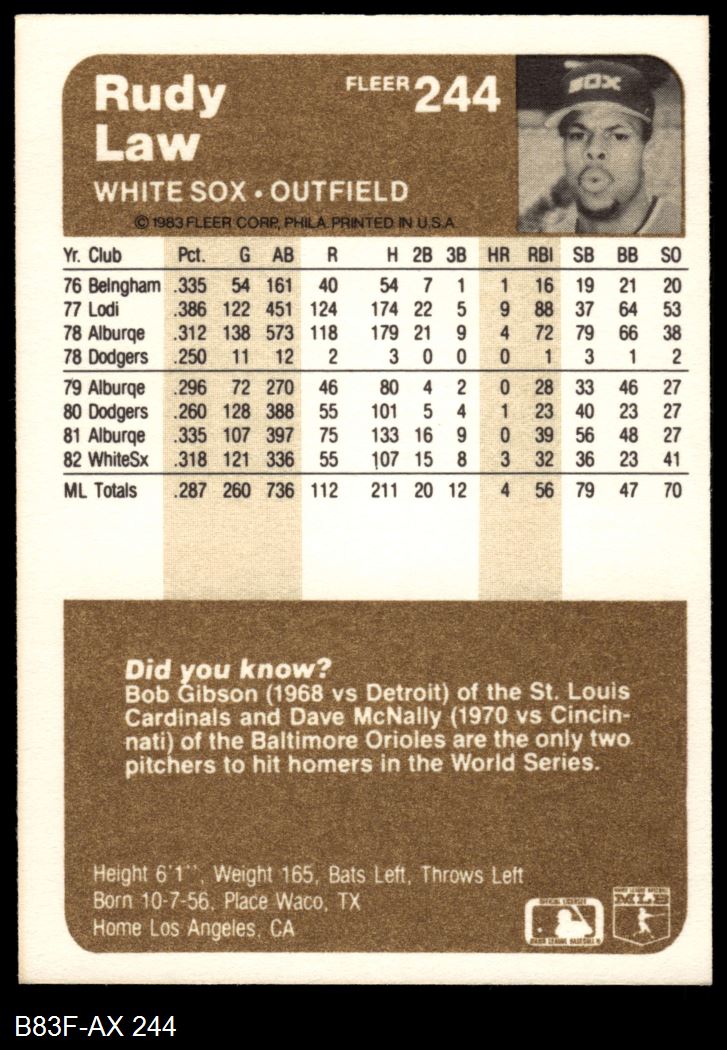 Rudy
Law
FLEER 244
SOX
WHITE SOX • OUTFIELD
© 1983 FLEER CORP, PHILA. PRINTED IN U.S.A.
Yr. Club Pct. G AB R H 2B 3B HR RBI SB BB SO
76 Belngham .335 54 161 40 54 7 1 1 16 19 21 20
77 Lodi .386 122 451 124 174 22 5 9 88 37 64 53
78 Alburqe .312 138 573 118 179 21 9 4 72 79 66 38
78 Dodgers .250 11 12 2 3 0 0 0 1 3 1 2
79 Alburqe .296 72 270 46 80 4 2 0 28 33 46 27
80 Dodgers .260 128 388 55 101 5 4 1 23 40 23 27
81 Alburqe .335 107 397 75 133 16 9 0 39 56 48 27
82 WhiteSx .318 121 336 55 107 15 8 3 32 36 23 41
ML Totals .287 260 736 112 211 20 12 4 56 79 47 70
Did you know?
Bob Gibson (1968 vs Detroit) of the St. Louis
Cardinals and Dave McNally (1970 vs Cincin-
nati) of the Baltimore Orioles are the only two
pitchers to hit homers in the World Series.
Height 6'1'', Weight 165, Bats Left, Throws Left
Born 10-7-56, Place Waco, TX
Home Los Angeles, CA
OFFICIAL LICENSEE
MAJOR LEAGUE BASEBALL
MLB
B83F-AX 244